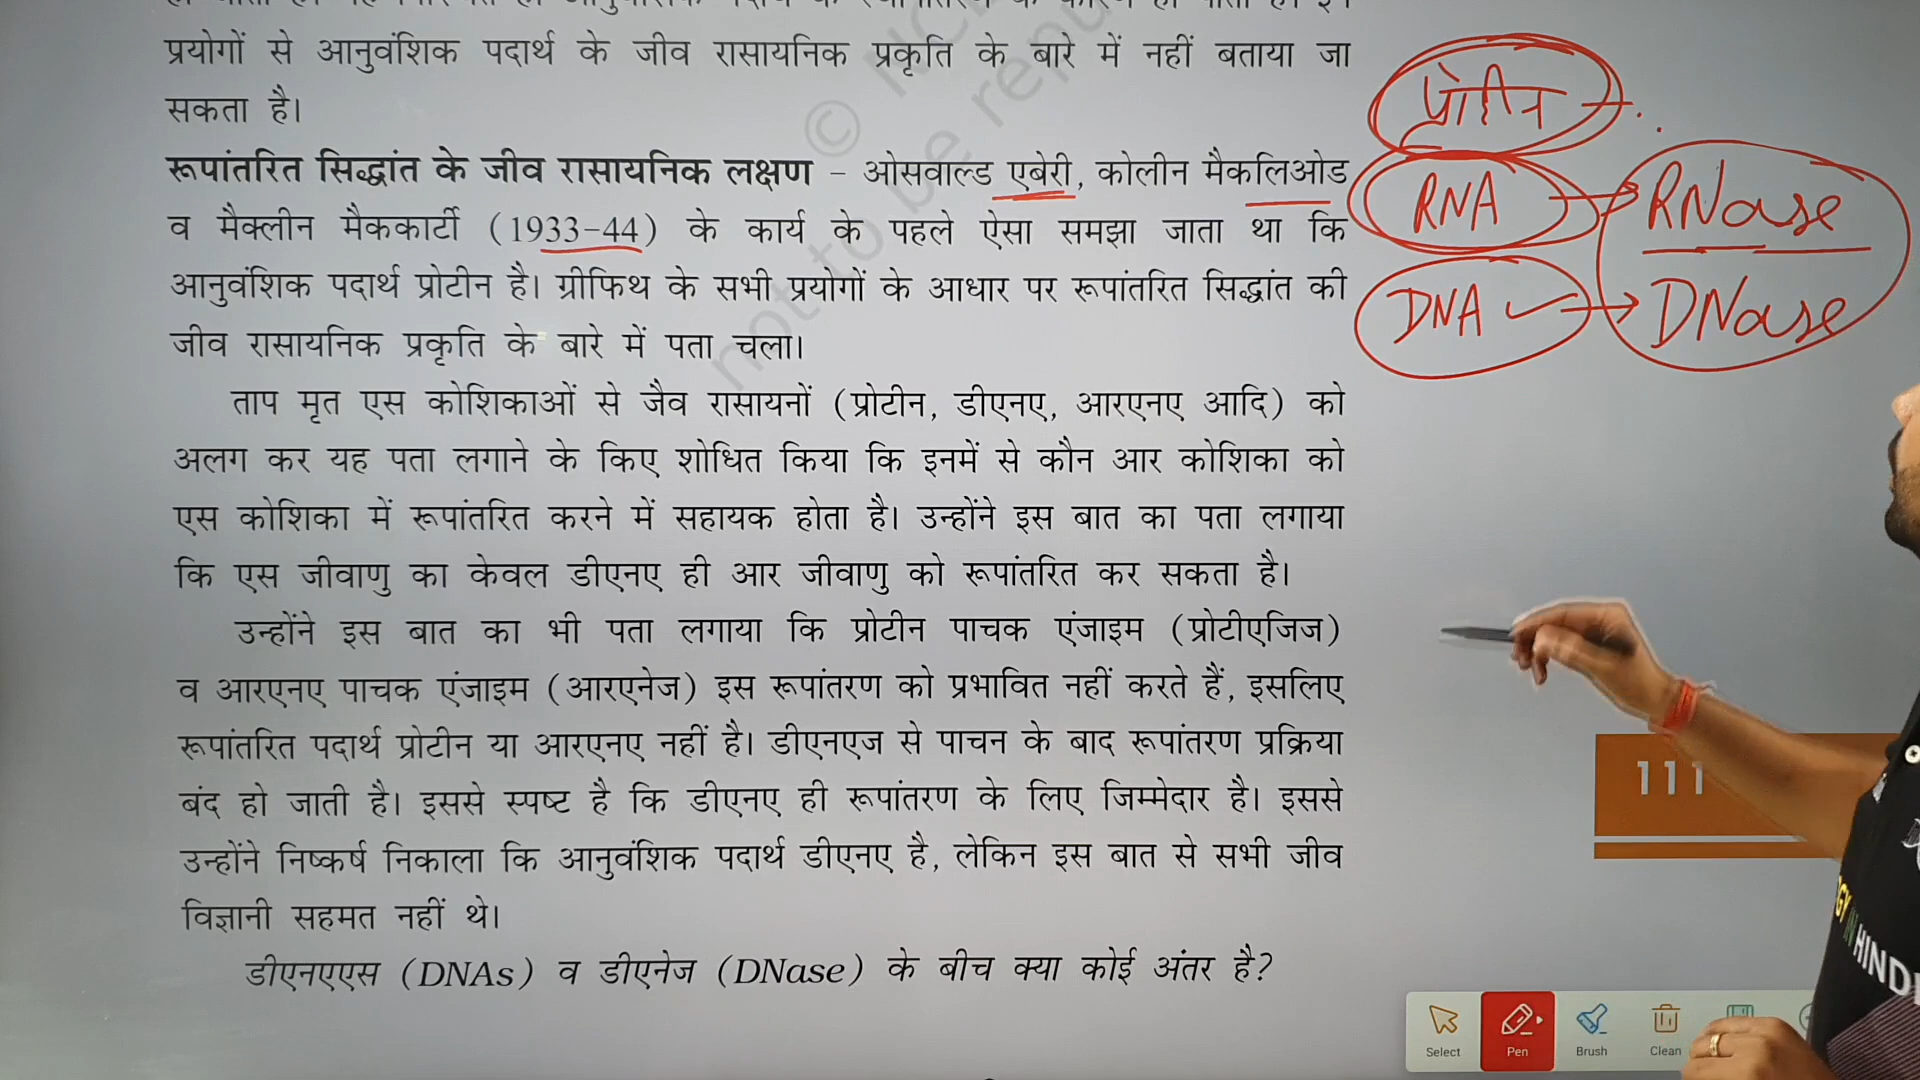 प्रयोगों से आनुवंशिक पदार्थ के जीव रासायनिक प्रकृति के बारे में नहीं बताया जा
सकता है।
रूपांतरित सिद्धांत के जीव रासायनिक लक्षण – ओसवाल्ड एबेरी, कोलीन मैकलिओड
व मैक्लीन मैककार्टी (1933-44) के कार्य के पहले ऐसा समझा जाता था कि
आनुवंशिक पदार्थ प्रोटीन है। ग्रीफिथ के सभी प्रयोगों के आधार पर रूपांतरित सिद्धांत की
जीव रासायनिक प्रकृति के बारे में पता चला।
ताप मृत एस कोशिकाओं से जैव रासायनों (प्रोटीन, डीएनए, आरएनए आदि) को
अलग कर यह पता लगाने के किए शोधित किया कि इनमें से कौन आर कोशिका को
एस कोशिका में रूपांतरित करने में सहायक होता है। उन्होंने इस बात का पता लगाया
कि एस जीवाणु का केवल डीएनए ही आर जीवाणु को रूपांतरित कर सकता है।
उन्होंने इस बात का भी पता लगाया कि प्रोटीन पाचक एंजाइम (प्रोटीएजिज)
व आरएनए पाचक एंजाइम (आरएनेज) इस रूपांतरण को प्रभावित नहीं करते हैं, इसलिए
रूपांतरित पदार्थ प्रोटीन या आरएनए नहीं है। डीएनएज से पाचन के बाद रूपांतरण प्रक्रिया
बंद हो जाती है। इससे स्पष्ट है कि डीएनए ही रूपांतरण के लिए जिम्मेदार है। इससे
उन्होंने निष्कर्ष निकाला कि आनुवंशिक पदार्थ डीएनए है, लेकिन इस बात से सभी जीव
विज्ञानी सहमत नहीं थे।
डीएनएएस (DNAs) व डीएनेज (DNase) के बीच क्या कोई अंतर है?
प्रोटीन
RNA RNase
DNA DNase
111
© NCE
not to be repu
HINDI
Select Pen Brush Clean